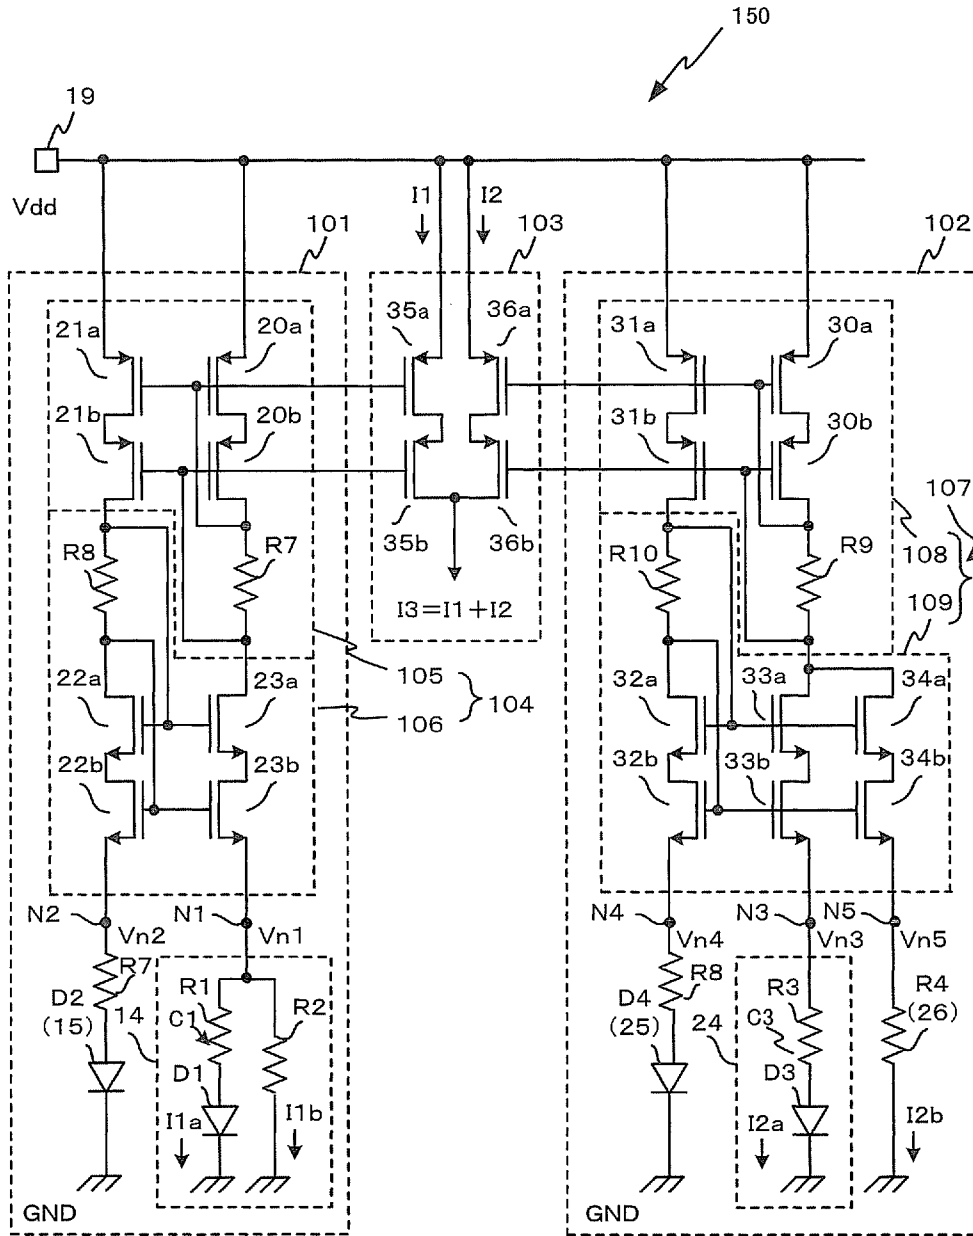 150
19
Vdd
I1 I2
101 103 102
35a 36a
21a 20a 31a 30a
21b 20b 31b 30b
107
35b 36b
108
R8 R7 R10 R9
I3=I1+I2
109
105
104
106
22a 23a 32a 33a 34a
22b 23b 32b 33b 34b
N2 N1 N4 N3 N5
Vn2 Vn1 Vn4 Vn3 Vn5
R7 R1 R2 R8 R3 R4
D2 14 C1 D4 24 C3
(15) (25) (26)
D1 D3
I1a I1b I2a I2b
GND GND